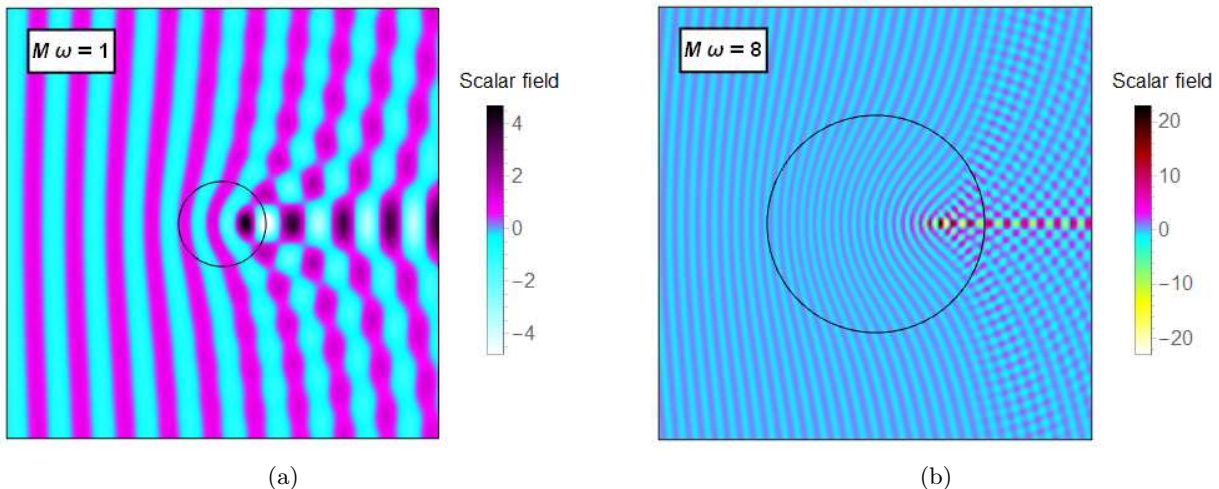 M ω = 1
Scalar field
4
2
0
−2
−4
(a)
M ω = 8
Scalar field
20
10
0
−10
−20
(b)